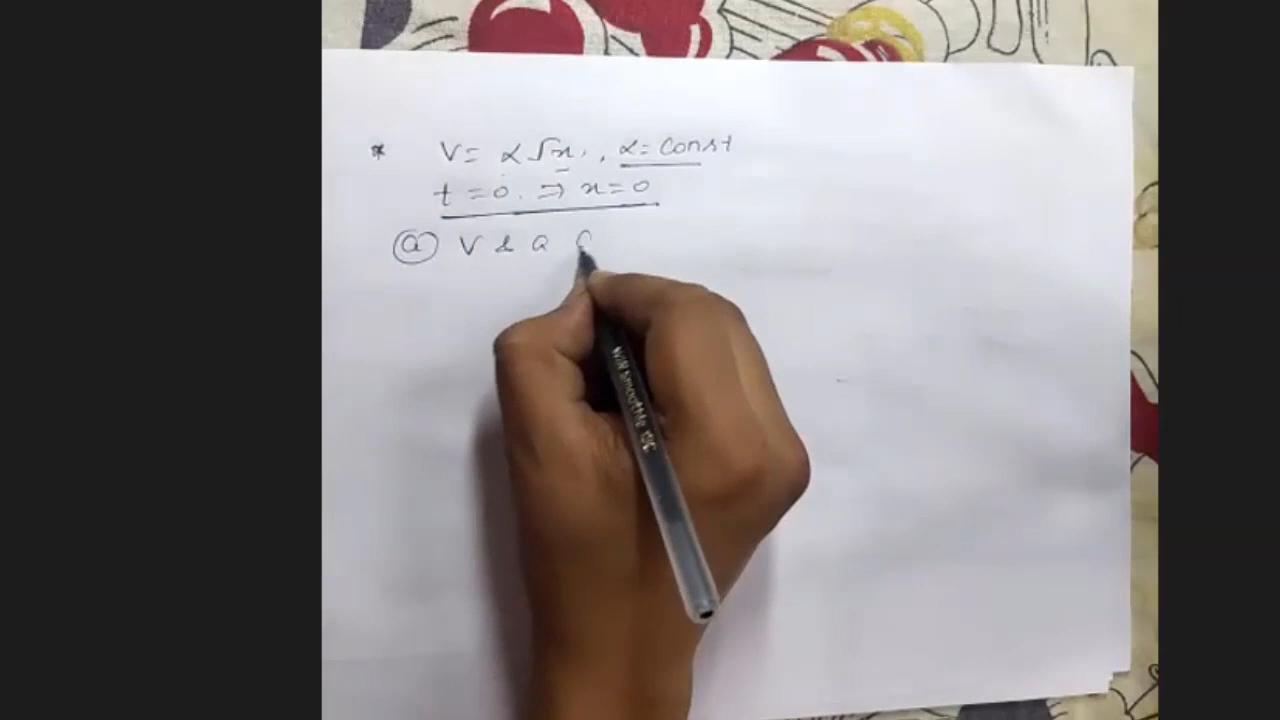 * V = α √x , α = const
t = 0 . ⇒ x = 0
ⓐ V & a